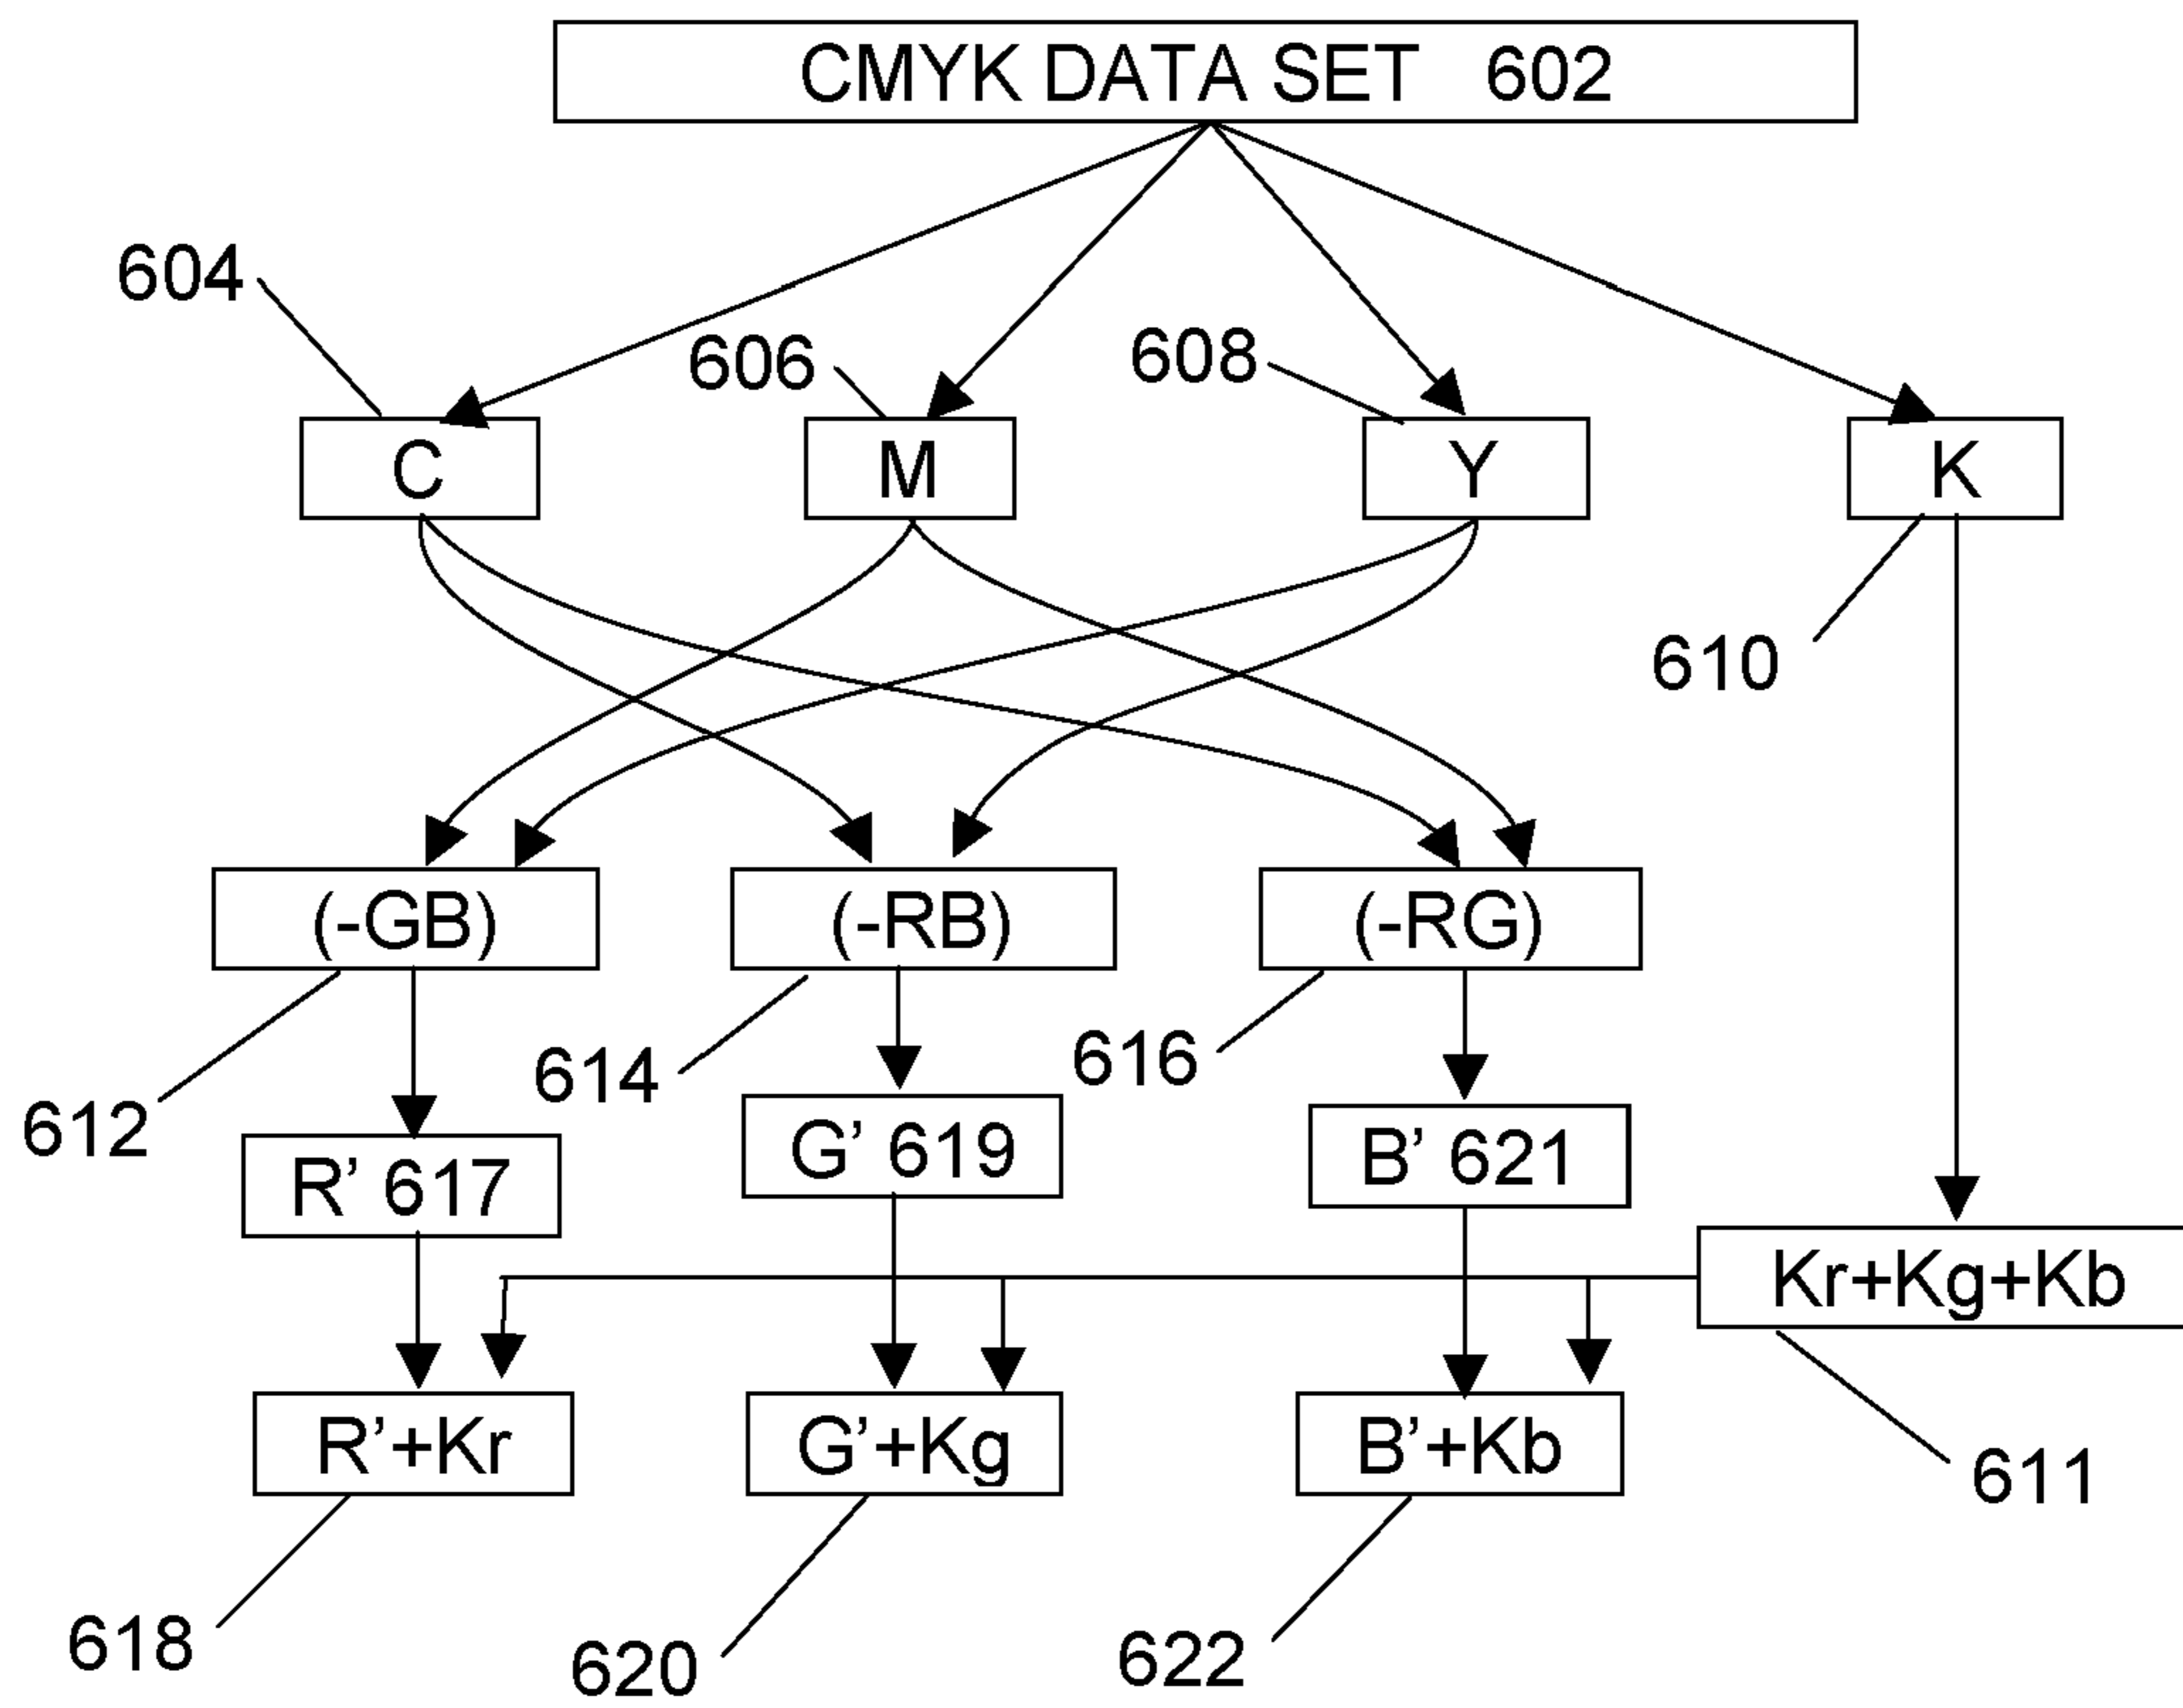 CMYK DATA SET 602
604
606
608
C
M
Y
K
610
(-GB)
(-RB)
(-RG)
612
614
616
R’ 617
G’ 619
B’ 621
Kr+Kg+Kb
R’+Kr
G’+Kg
B’+Kb
611
618
620
622